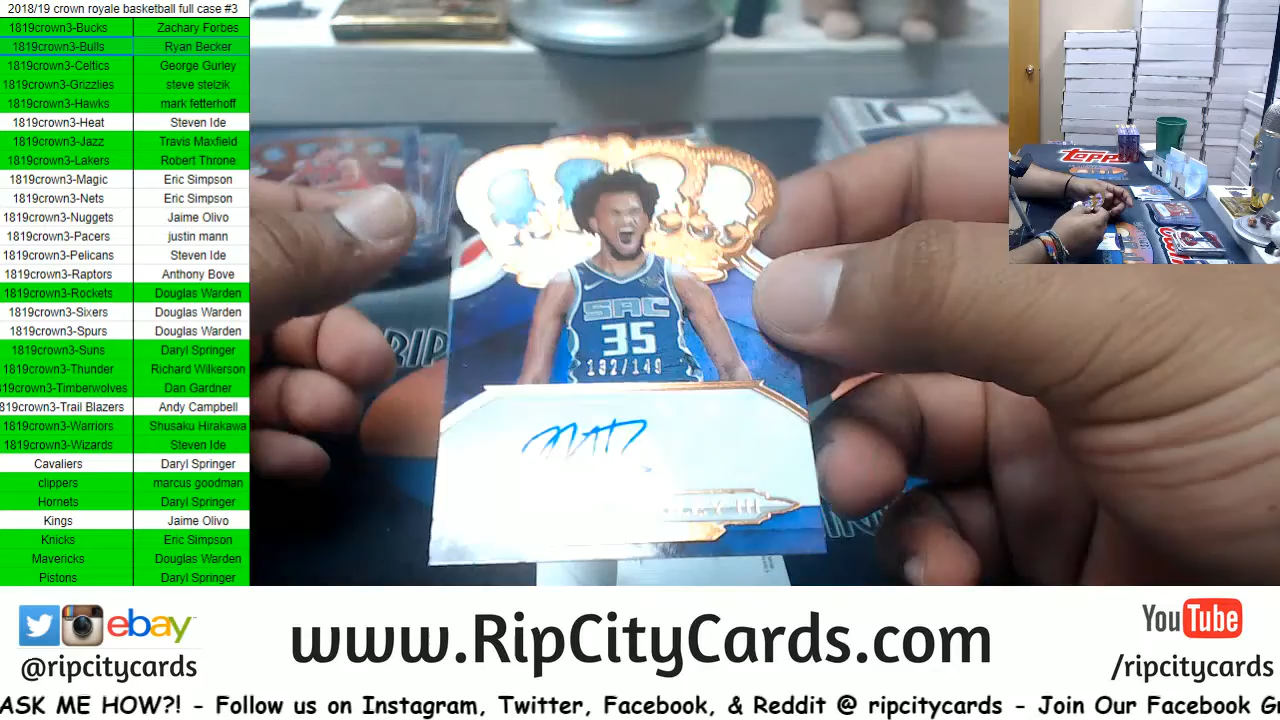 2018/19 crown royale basketball full case #3
1819crown3-Bucks Zachary Forbes
1819crown3-Bulls Ryan Becker
1819crown3-Celtics George Gurley
1819crown3-Grizzlies steve stelzik
1819crown3-Hawks mark fetterhoff
1819crown3-Heat Steven Ide
1819crown3-Jazz Travis Maxfield
1819crown3-Lakers Robert Throne
1819crown3-Magic Eric Simpson
1819crown3-Nets Eric Simpson
1819crown3-Nuggets Jaime Olivo
1819crown3-Pacers justin mann
1819crown3-Pelicans Steven Ide
1819crown3-Raptors Anthony Bove
1819crown3-Rockets Douglas Warden
1819crown3-Sixers Douglas Warden
1819crown3-Spurs Douglas Warden
1819crown3-Suns Daryl Springer
1819crown3-Thunder Richard Wilkerson
1819crown3-Timberwolves Dan Gardner
819crown3-Trail Blazers Andy Campbell
1819crown3-Warriors Shusaku Hirakawa
1819crown3-Wizards Steven Ide
Cavaliers Daryl Springer
clippers marcus goodman
Hornets Daryl Springer
Kings Jaime Olivo
Knicks Eric Simpson
Mavericks Douglas Warden
Pistons Daryl Springer
SAC
35
132/149
RIP
topps
ebay
@ripcitycards
www.RipCityCards.com
YouTube
/ripcitycards
ASK ME HOW?! - Follow us on Instagram, Twitter, Facebook, & Reddit @ ripcitycards - Join Our Facebook G